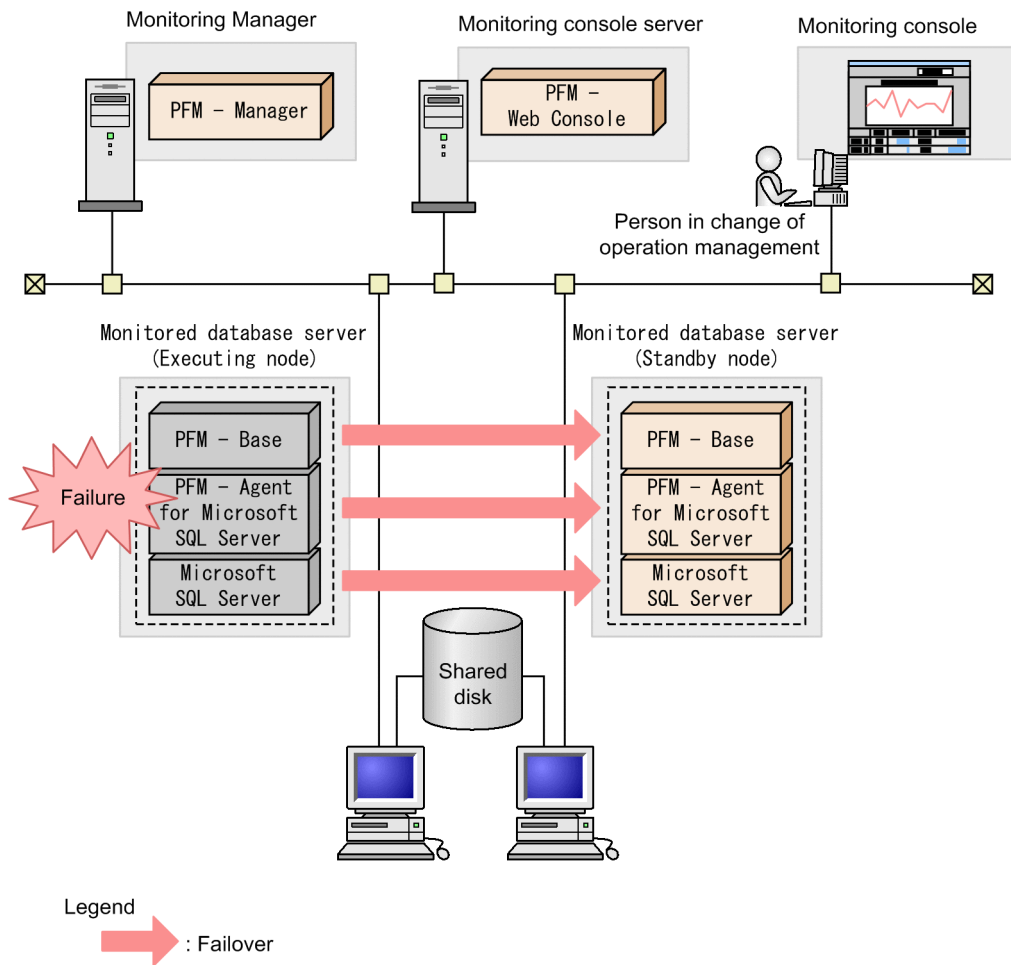 Monitoring Manager
Monitoring console server
Monitoring console
PFM - Manager
PFM -
Web Console
Person in change of
operation management
Monitored database server
(Executing node)
Monitored database server
(Standby node)
Failure
PFM - Base
PFM - Agent
for Microsoft
SQL Server
Microsoft
SQL Server
PFM - Base
PFM - Agent
for Microsoft
SQL Server
Microsoft
SQL Server
Shared
disk
Legend
: Failover